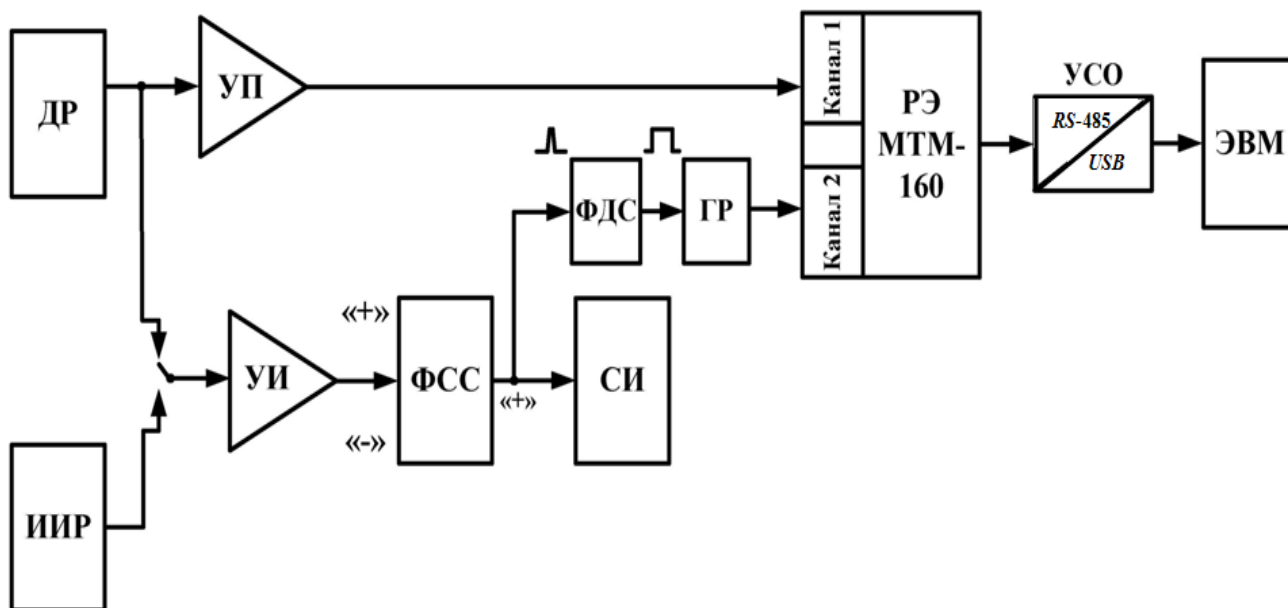 ДР
УП
Канал 1
Канал 2
РЭ
МТМ-
160
УСО
RS-485
USB
ЭВМ
ФДС
ГР
«+»
«-»
УИ
ФСС
«+»
СИ
ИИР